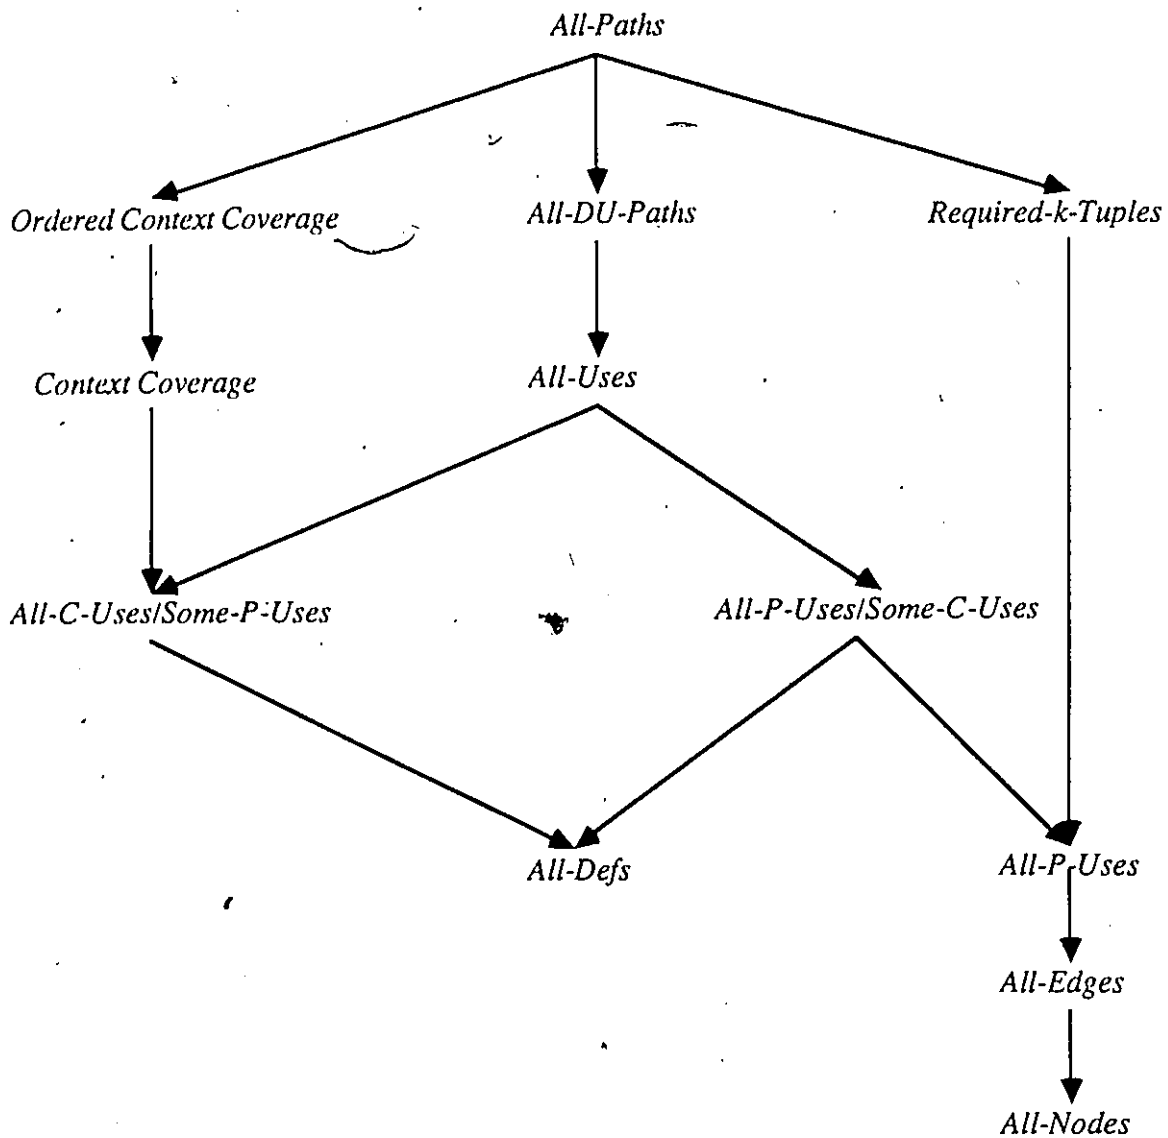 All-Paths
Ordered Context Coverage
All-DU-Paths
Required-k-Tuples
Context Coverage
All-Uses
All-C-Uses/Some-P-Uses
All-P-Uses/Some-C-Uses
All-Defs
All-P-Uses
All-Edges
All-Nodes